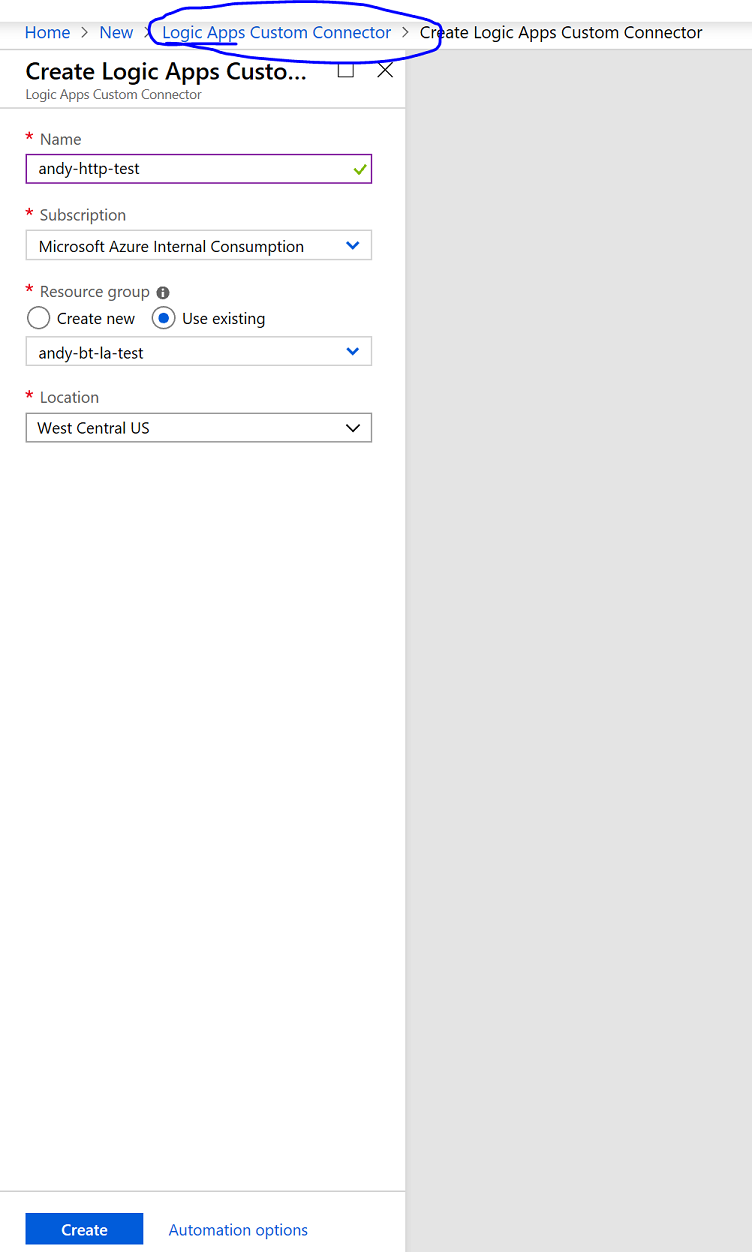 Home > New > Logic Apps Custom Connector > Create Logic Apps Custom Connector
Create Logic Apps Custo...
Logic Apps Custom Connector
* Name
andy-http-test
* Subscription
Microsoft Azure Internal Consumption
* Resource group
Create new Use existing
andy-bt-la-test
* Location
West Central US
Create Automation options